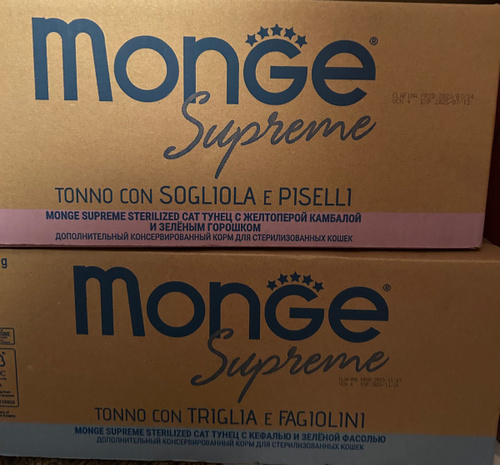 monGe®
Supreme
TONNO CON SOGLIOLA E PISELLI
MONGE SUPREME STERILIZED CAT ТУНЕЦ С ЖЕЛТОПЕРОЙ КАМБАЛОЙ
И ЗЕЛЁНЫМ ГОРОШКОМ
ДОПОЛНИТЕЛЬНЫЙ КОНСЕРВИРОВАННЫЙ КОРМ ДЛЯ СТЕРИЛИЗОВАННЫХ КОШЕК
g
monGe®
Supreme
TONNO CON TRIGLIA E FAGIOLINI
MONGE SUPREME STERILIZED CAT ТУНЕЦ С КЕФАЛЬЮ И ЗЕЛЁНОЙ ФАСОЛЬЮ
ДОПОЛНИТЕЛЬНЫЙ КОНСЕРВИРОВАННЫЙ КОРМ ДЛЯ СТЕРИЛИЗОВАННЫХ КОШЕК